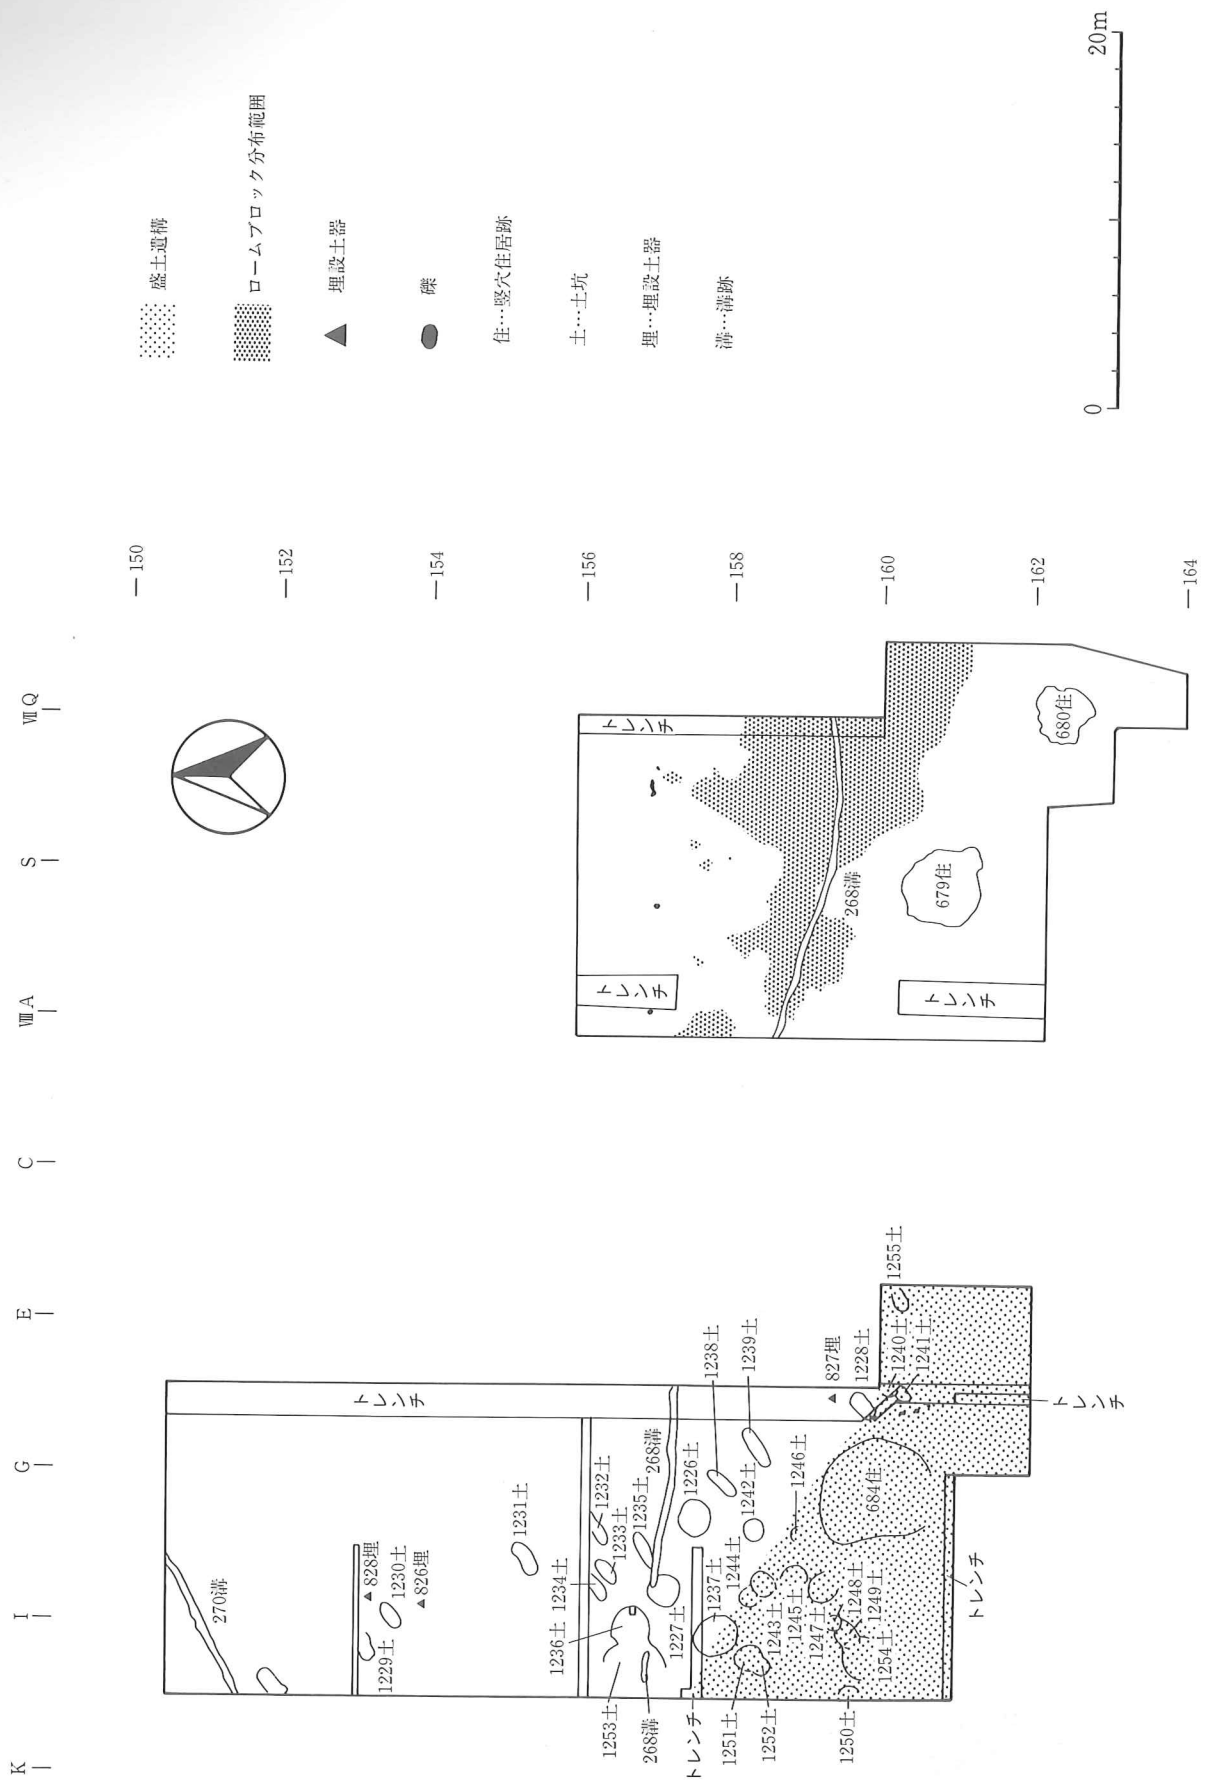 盛土遺構
ロームブロック分布範囲
埋設土器
礫
住…竪穴住居跡
土…土坑
埋…埋設土器
溝…溝跡
0
20m
―150
―152
―154
―156
―158
―160
―162
―164
ⅦQ
S
ⅧA
C
E
G
I
K
トレンチ
トレンチ
トレンチ
268溝
679住
680住
トレンチ
270溝
828埋
1230土
826埋
1229土
1231土
1232土
1233土
1234土
1235土
268溝
1236土
1253土
268溝
1227土
1226土
トレンチ
1237土
1238土
1239土
1242土
1244土
1243土
1245土
1246土
1247土
1248土
1249土
1254土
1250土
1251土
1252土
684住
827埋
1228土
1240土
1241土
1255土
トレンチ
トレンチ